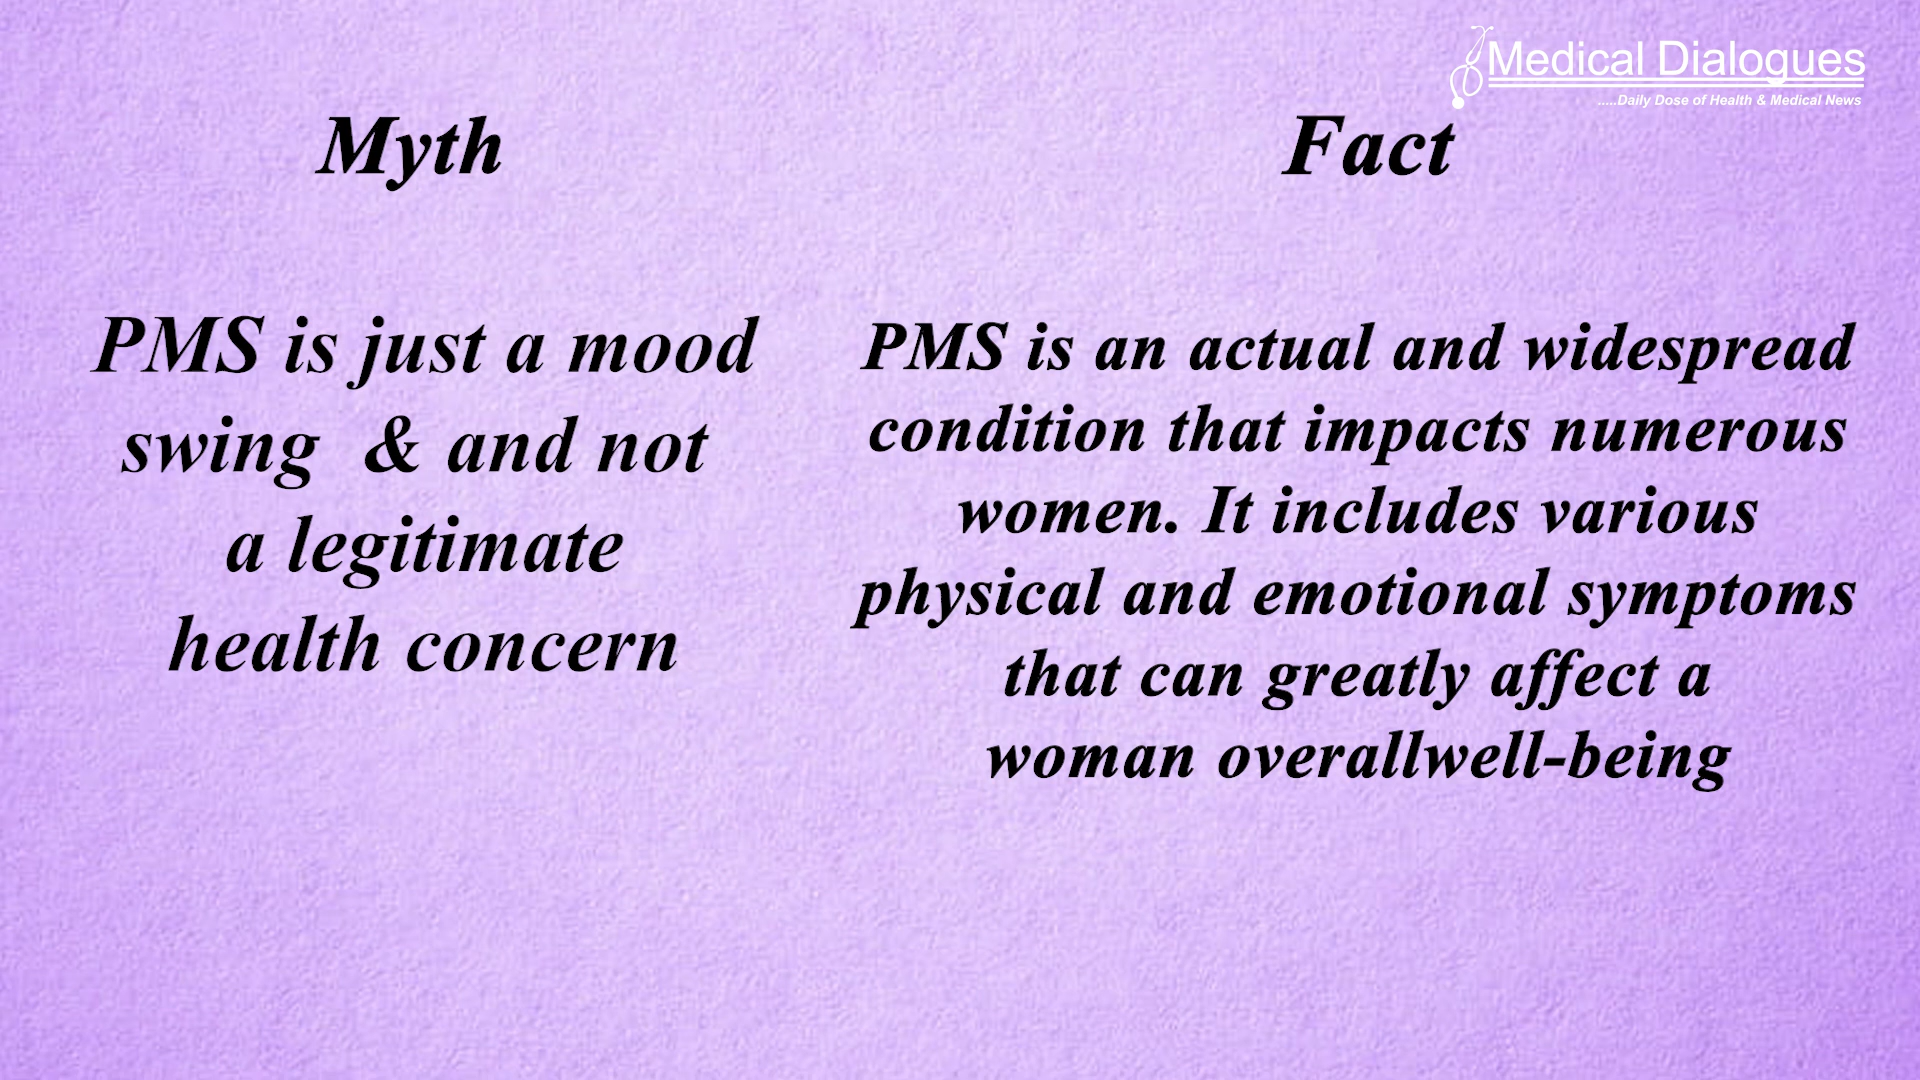 Medical Dialogues
.....Daily Dose of Health & Medical News
Myth
PMS is just a mood
swing & and not
a legitimate
health concern
Fact
PMS is an actual and widespread
condition that impacts numerous
women. It includes various
physical and emotional symptoms
that can greatly affect a
woman overallwell-being